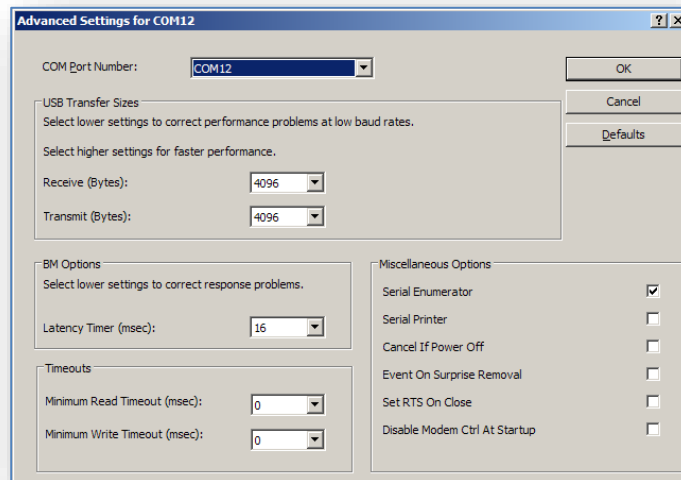 Advanced Settings for COM12
COM Port Number: COM12
OK
Cancel
Defaults
USB Transfer Sizes
Select lower settings to correct performance problems at low baud rates.
Select higher settings for faster performance.
Receive (Bytes): 4096
Transmit (Bytes): 4096
BM Options
Select lower settings to correct response problems.
Latency Timer (msec): 16
Timeouts
Minimum Read Timeout (msec): 0
Minimum Write Timeout (msec): 0
Miscellaneous Options
Serial Enumerator
Serial Printer
Cancel If Power Off
Event On Surprise Removal
Set RTS On Close
Disable Modem Ctrl At Startup